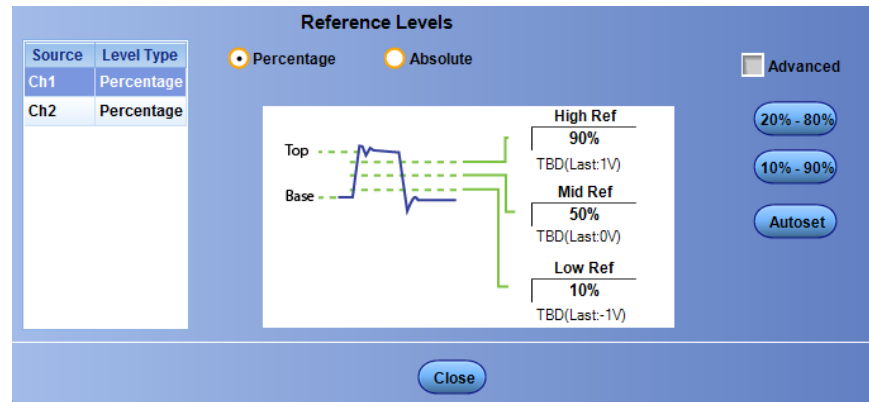 Reference Levels
Source Level Type
Ch1 Percentage
Ch2 Percentage
Percentage Absolute
Advanced
20% - 80%
10% - 90%
Autoset
Top
Base
High Ref
90%
TBD(Last:1V)
Mid Ref
50%
TBD(Last:0V)
Low Ref
10%
TBD(Last:-1V)
Close